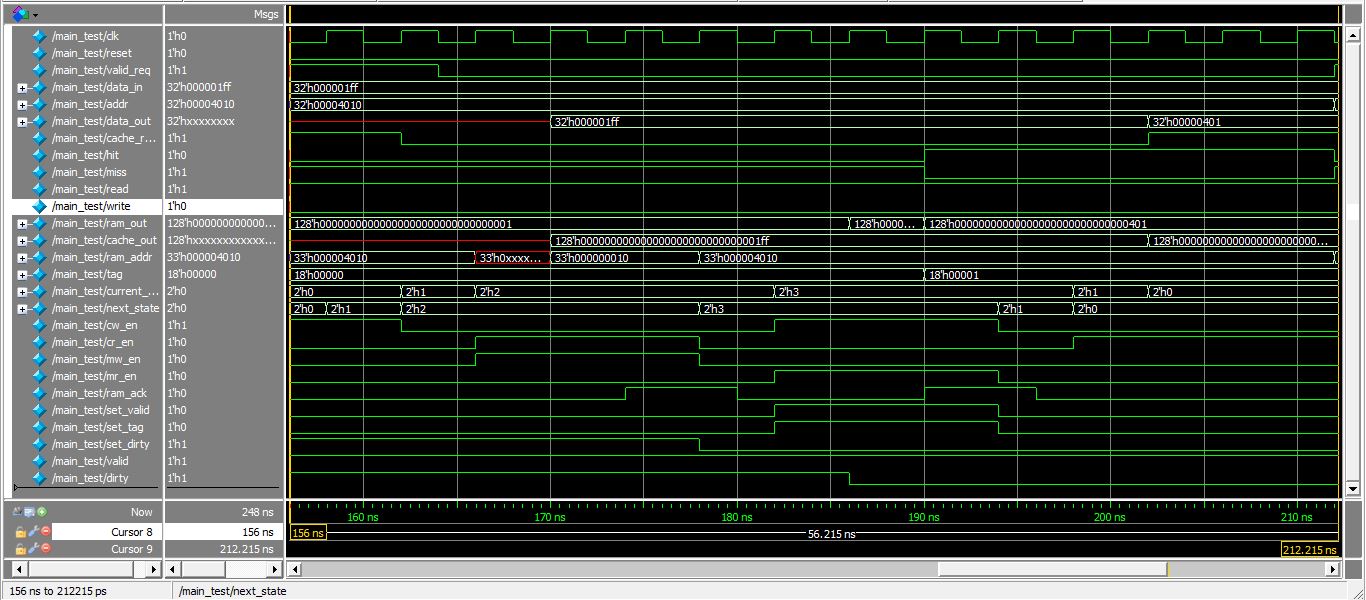 Msgs
/main_test/clk 1'h0
/main_test/reset 1'h0
/main_test/valid_req 1'h1
/main_test/data_in 32'h000001ff 32'h000001ff
/main_test/addr 32'h00004010 32'h00004010
/main_test/data_out 32'hxxxxxxxx 32'h000001ff 32'h00000401
/main_test/cache_r... 1'h1
/main_test/hit 1'h0
/main_test/miss 1'h1
/main_test/read 1'h1
/main_test/write 1'h0
/main_test/ram_out 128'h000000000000... 128'h00000000000000000000000000000001 128'h0000... 128'h00000000000000000000000000000401
/main_test/cache_out 128'hxxxxxxxxxxxx... 128'h000000000000000000000000000001ff 128'h000000000000000000000000...
/main_test/ram_addr 33'h000004010 33'h000004010 33'h0xxxx... 33'h000000010 33'h000004010
/main_test/tag 18'h00000 18'h00000 18'h00001
/main_test/current_... 2'h0 2'h0 2'h1 2'h2 2'h3 2'h1 2'h0
/main_test/next_state 2'h0 2'h0 2'h1 2'h2 2'h3 2'h1 2'h0
/main_test/cw_en 1'h1
/main_test/cr_en 1'h0
/main_test/mw_en 1'h0
/main_test/mr_en 1'h0
/main_test/ram_ack 1'h0
/main_test/set_valid 1'h0
/main_test/set_tag 1'h0
/main_test/set_dirty 1'h1
/main_test/valid 1'h1
/main_test/dirty 1'h1
Now 248 ns 160 ns 170 ns 180 ns 190 ns 200 ns 210 ns
Cursor 8 156 ns 156 ns 56.215 ns
Cursor 9 212.215 ns 212.215 ns
156 ns to 212215 ps /main_test/next_state